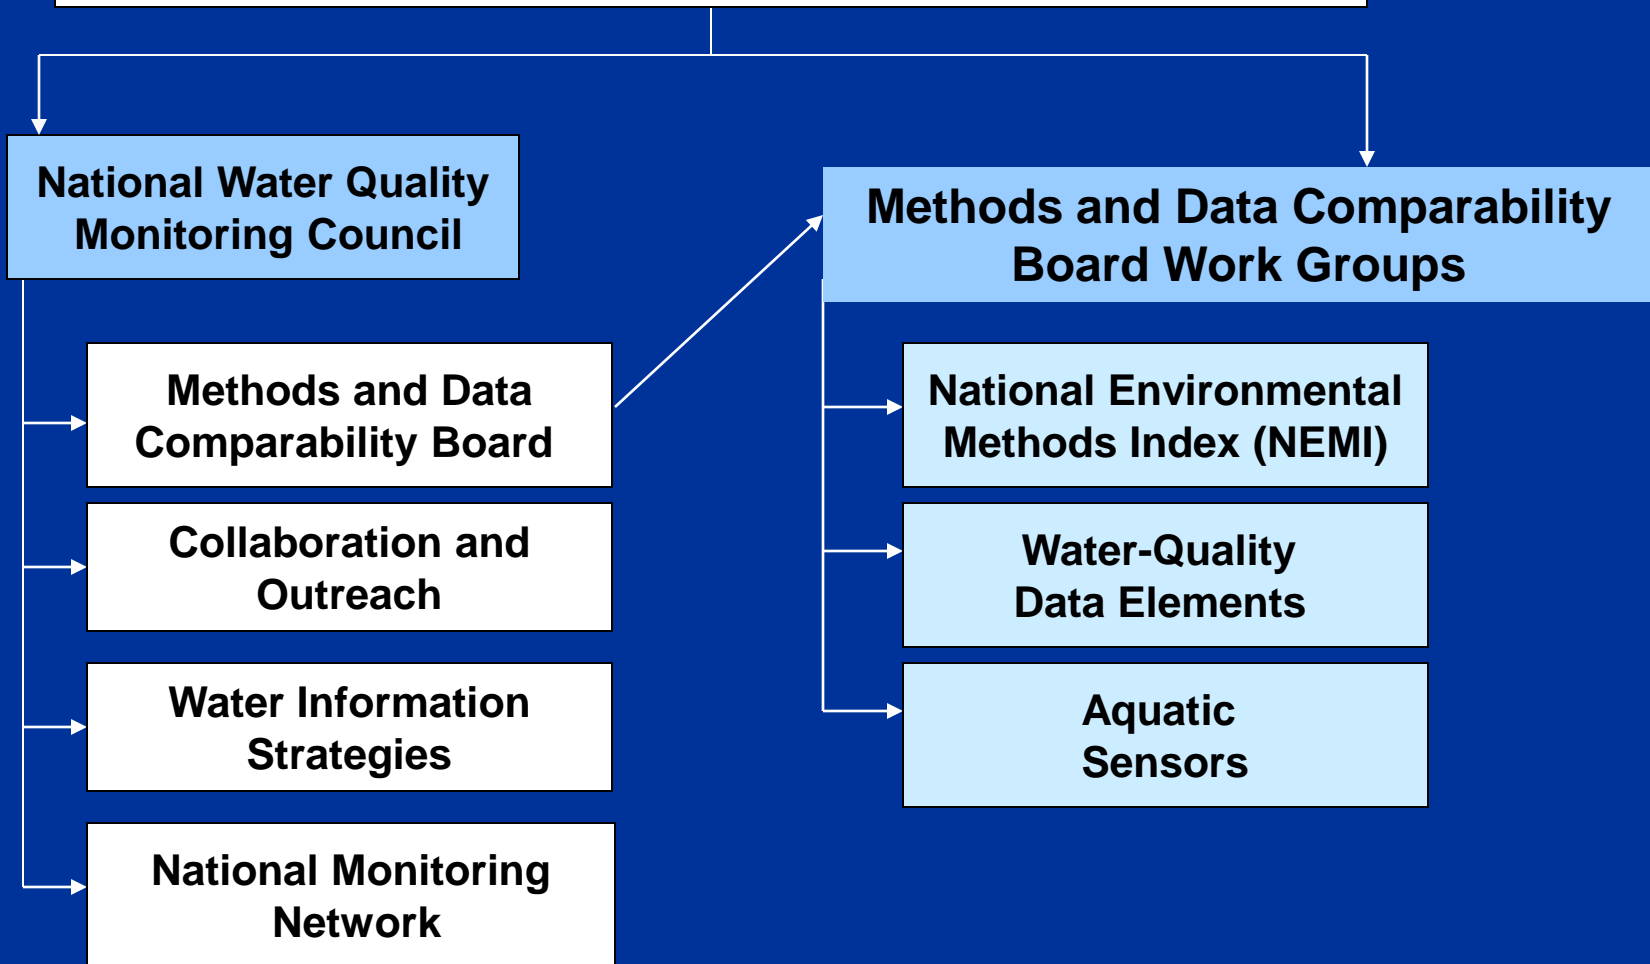 National Water Quality
Monitoring Council
Methods and Data Comparability
Board Work Groups
Methods and Data
Comparability Board
Collaboration and
Outreach
Water Information
Strategies
National Monitoring
Network
National Environmental
Methods Index (NEMI)
Water-Quality
Data Elements
Aquatic
Sensors